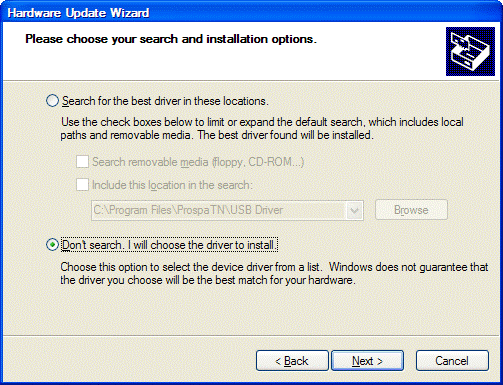 Hardware Update Wizard
Please choose your search and installation options.
Search for the best driver in these locations.
Use the check boxes below to limit or expand the default search, which includes local
paths and removable media. The best driver found will be installed.
Search removable media (floppy, CD-ROM...)
Include this location in the search:
C:\Program Files\ProspaTN\USB Driver
Browse
Don't search. I will choose the driver to install.
Choose this option to select the device driver from a list. Windows does not guarantee that
the driver you choose will be the best match for your hardware.
< Back
Next >
Cancel